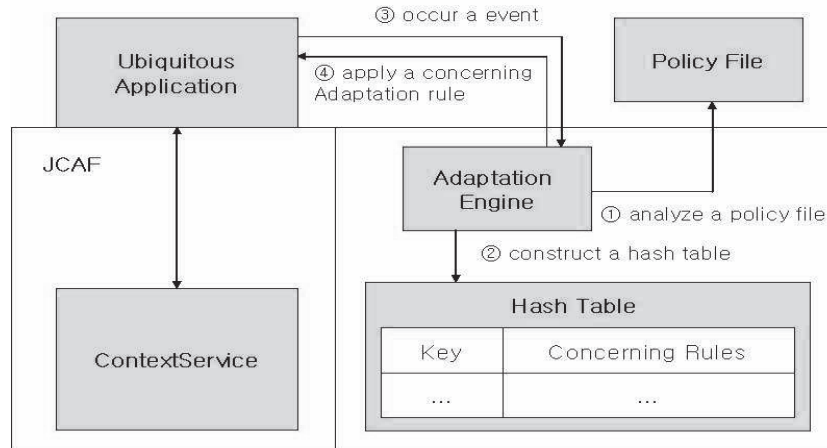 ③ occur a event
Ubiquitous
Application
④ apply a concerning
Adaptation rule
Policy File
JCAF
Adaptation
Engine
① analyze a policy file
② construct a hash table
Hash Table
Key
Concerning Rules
...
...
ContextService